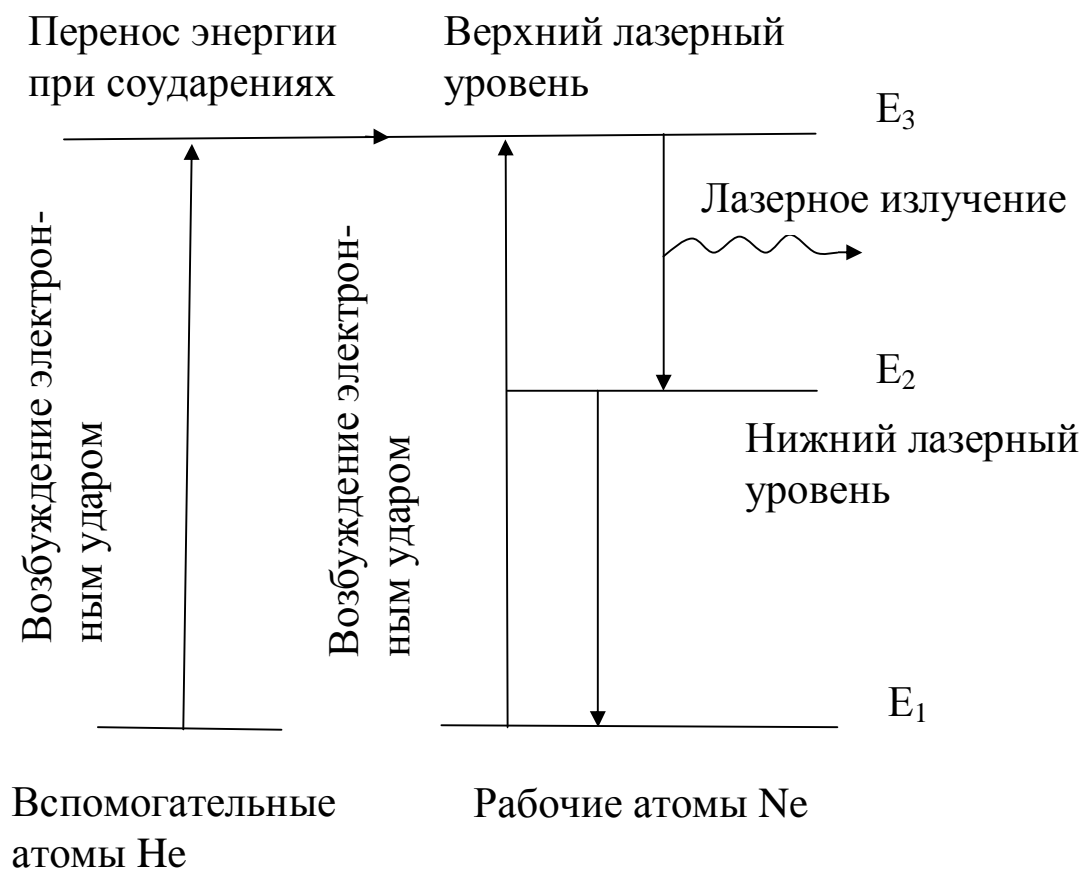 Перенос энергии
при соударениях
Верхний лазерный
уровень
E₃
Лазерное излучение
Возбуждение электрон-
ным ударом
Возбуждение электрон-
ным ударом
E₂
Нижний лазерный
уровень
E₁
Вспомогательные
атомы He
Рабочие атомы Ne